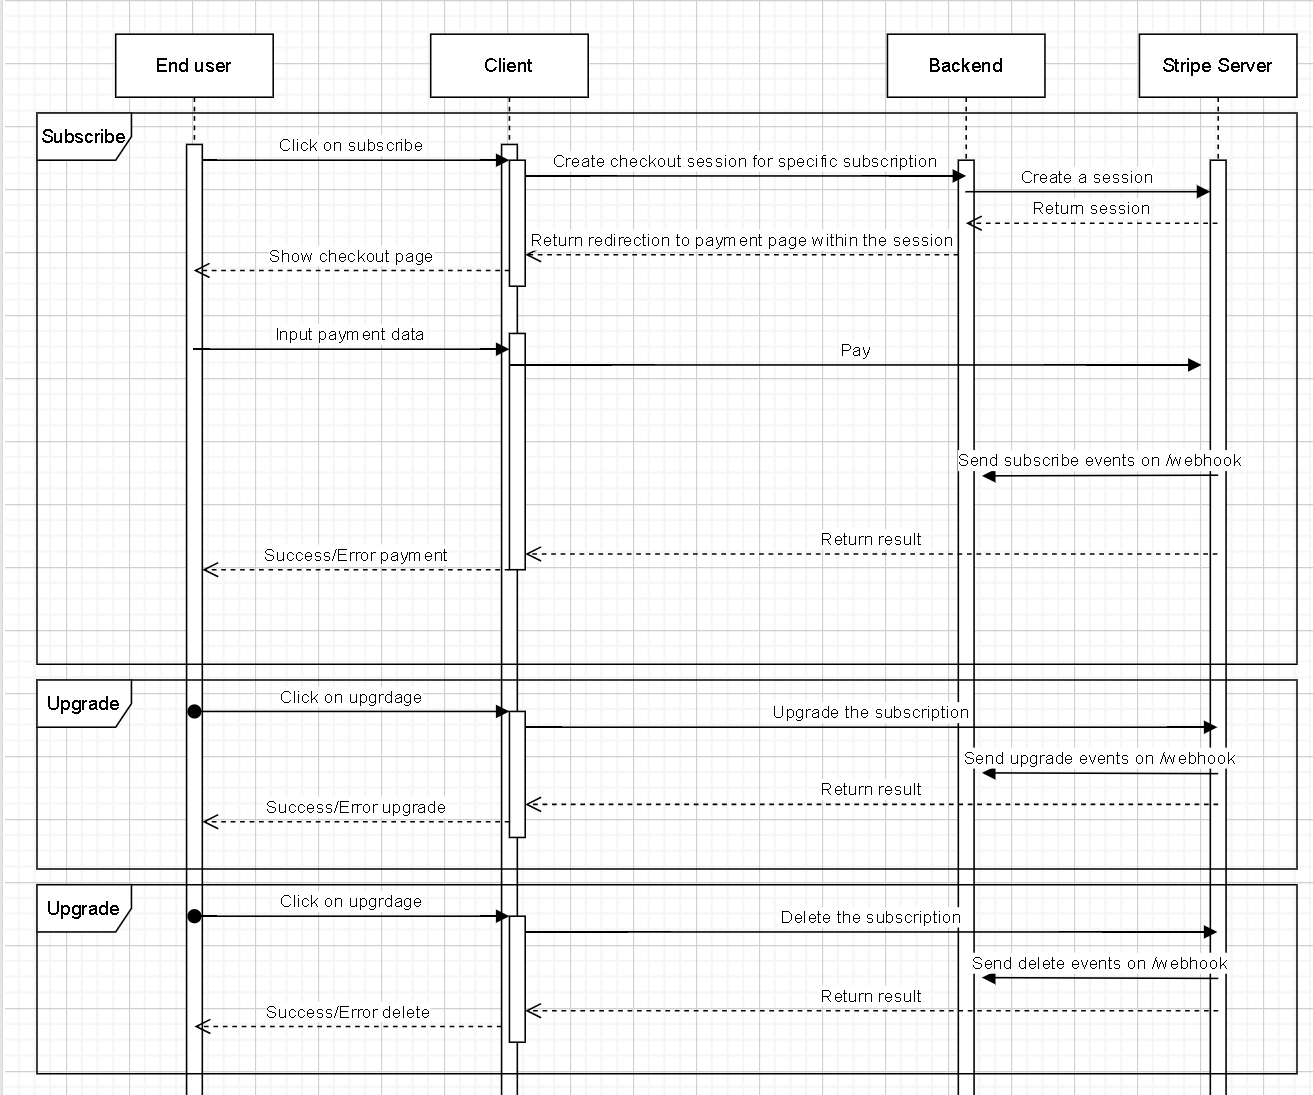 End user
Client
Backend
Stripe Server
Subscribe
Click on subscribe
Create checkout session for specific subscription
Create a session
Return session
Return redirection to payment page within the session
Show checkout page
Input payment data
Pay
Send subscribe events on /webhook
Return result
Success/Error payment
Upgrade
Click on upgrdage
Upgrade the subscription
Send upgrade events on /webhook
Return result
Success/Error upgrade
Upgrade
Click on upgrdage
Delete the subscription
Send delete events on /webhook
Return result
Success/Error delete